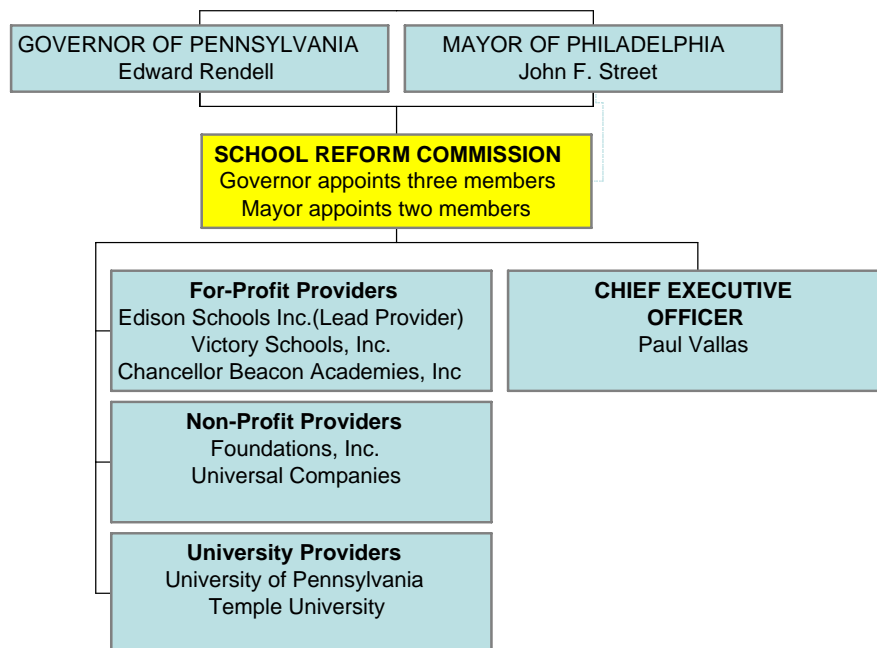 GOVERNOR OF PENNSYLVANIA
Edward Rendell
MAYOR OF PHILADELPHIA
John F. Street
SCHOOL REFORM COMMISSION
Governor appoints three members
Mayor appoints two members
For-Profit Providers
Edison Schools Inc.(Lead Provider)
Victory Schools, Inc.
Chancellor Beacon Academies, Inc
CHIEF EXECUTIVE
OFFICER
Paul Vallas
Non-Profit Providers
Foundations, Inc.
Universal Companies
University Providers
University of Pennsylvania
Temple University